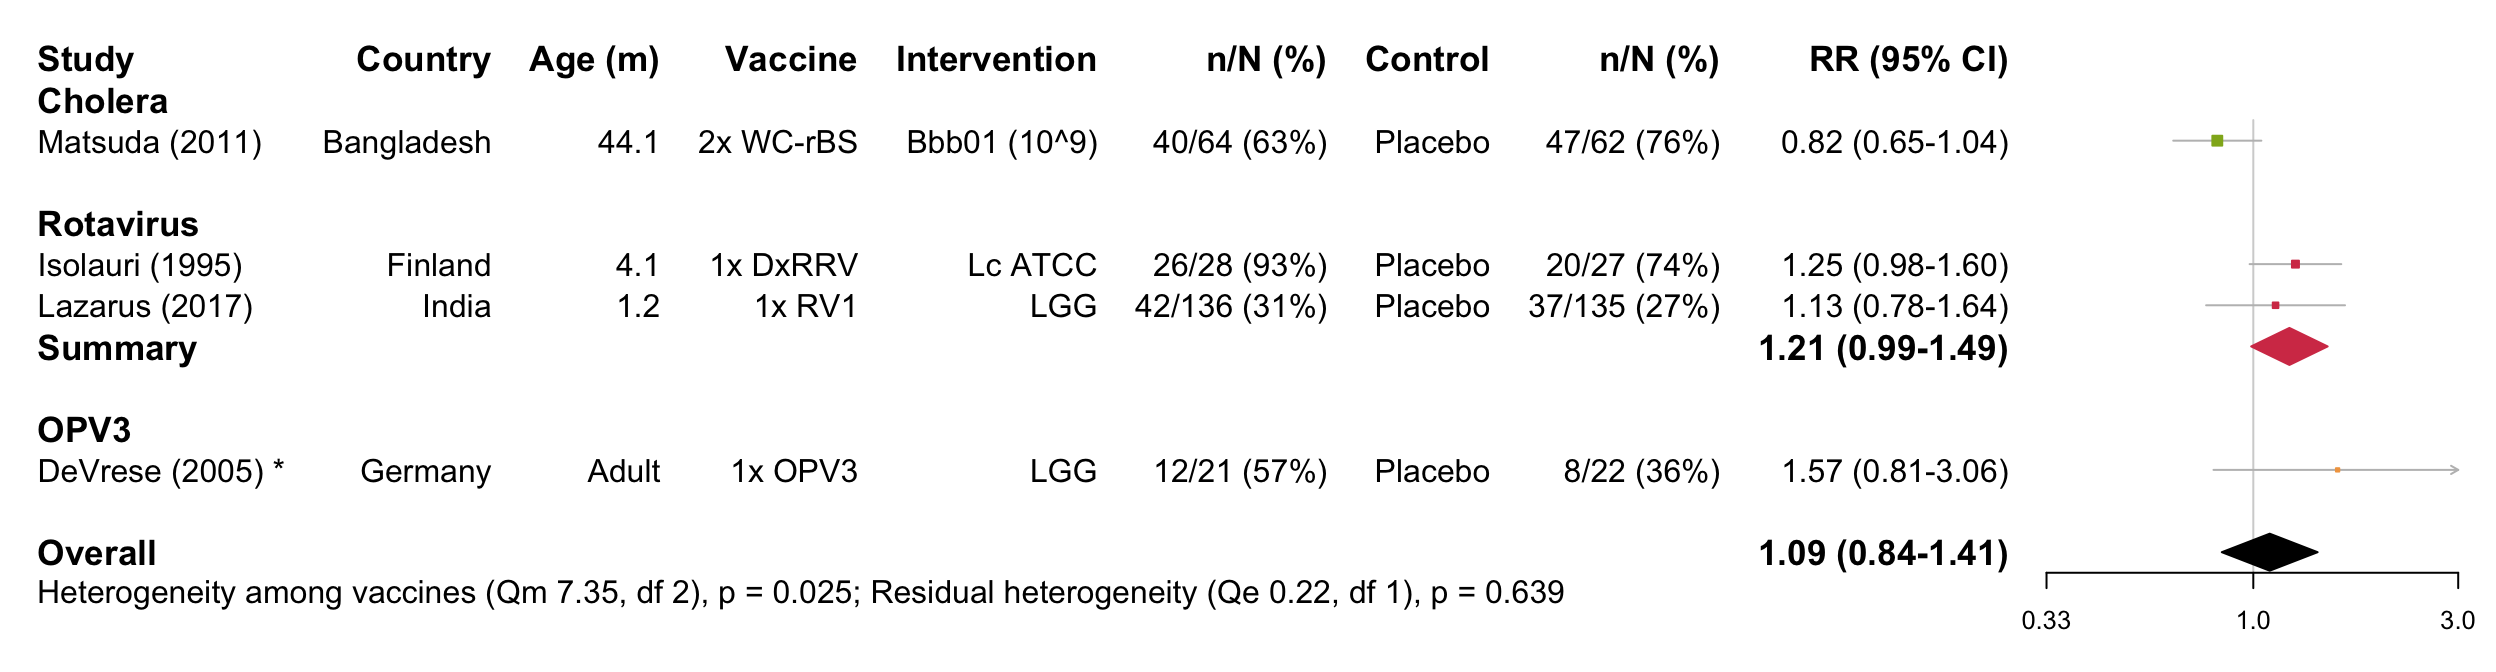 Study Country Age (m) Vaccine Intervention n/N (%) Control n/N (%) RR (95% CI)
Cholera
Matsuda (2011) Bangladesh 44.1 2x WC-rBS Bbb01 (10^9) 40/64 (63%) Placebo 47/62 (76%) 0.82 (0.65-1.04)
Rotavirus
Isolauri (1995) Finland 4.1 1x DxRRV Lc ATCC 26/28 (93%) Placebo 20/27 (74%) 1.25 (0.98-1.60)
Lazarus (2017) India 1.2 1x RV1 LGG 42/136 (31%) Placebo 37/135 (27%) 1.13 (0.78-1.64)
Summary 1.21 (0.99-1.49)
OPV3
DeVrese (2005) * Germany Adult 1x OPV3 LGG 12/21 (57%) Placebo 8/22 (36%) 1.57 (0.81-3.06)
Overall 1.09 (0.84-1.41)
Heterogeneity among vaccines (Qm 7.35, df 2), p = 0.025; Residual heterogeneity (Qe 0.22, df 1), p = 0.639
0.33 1.0 3.0